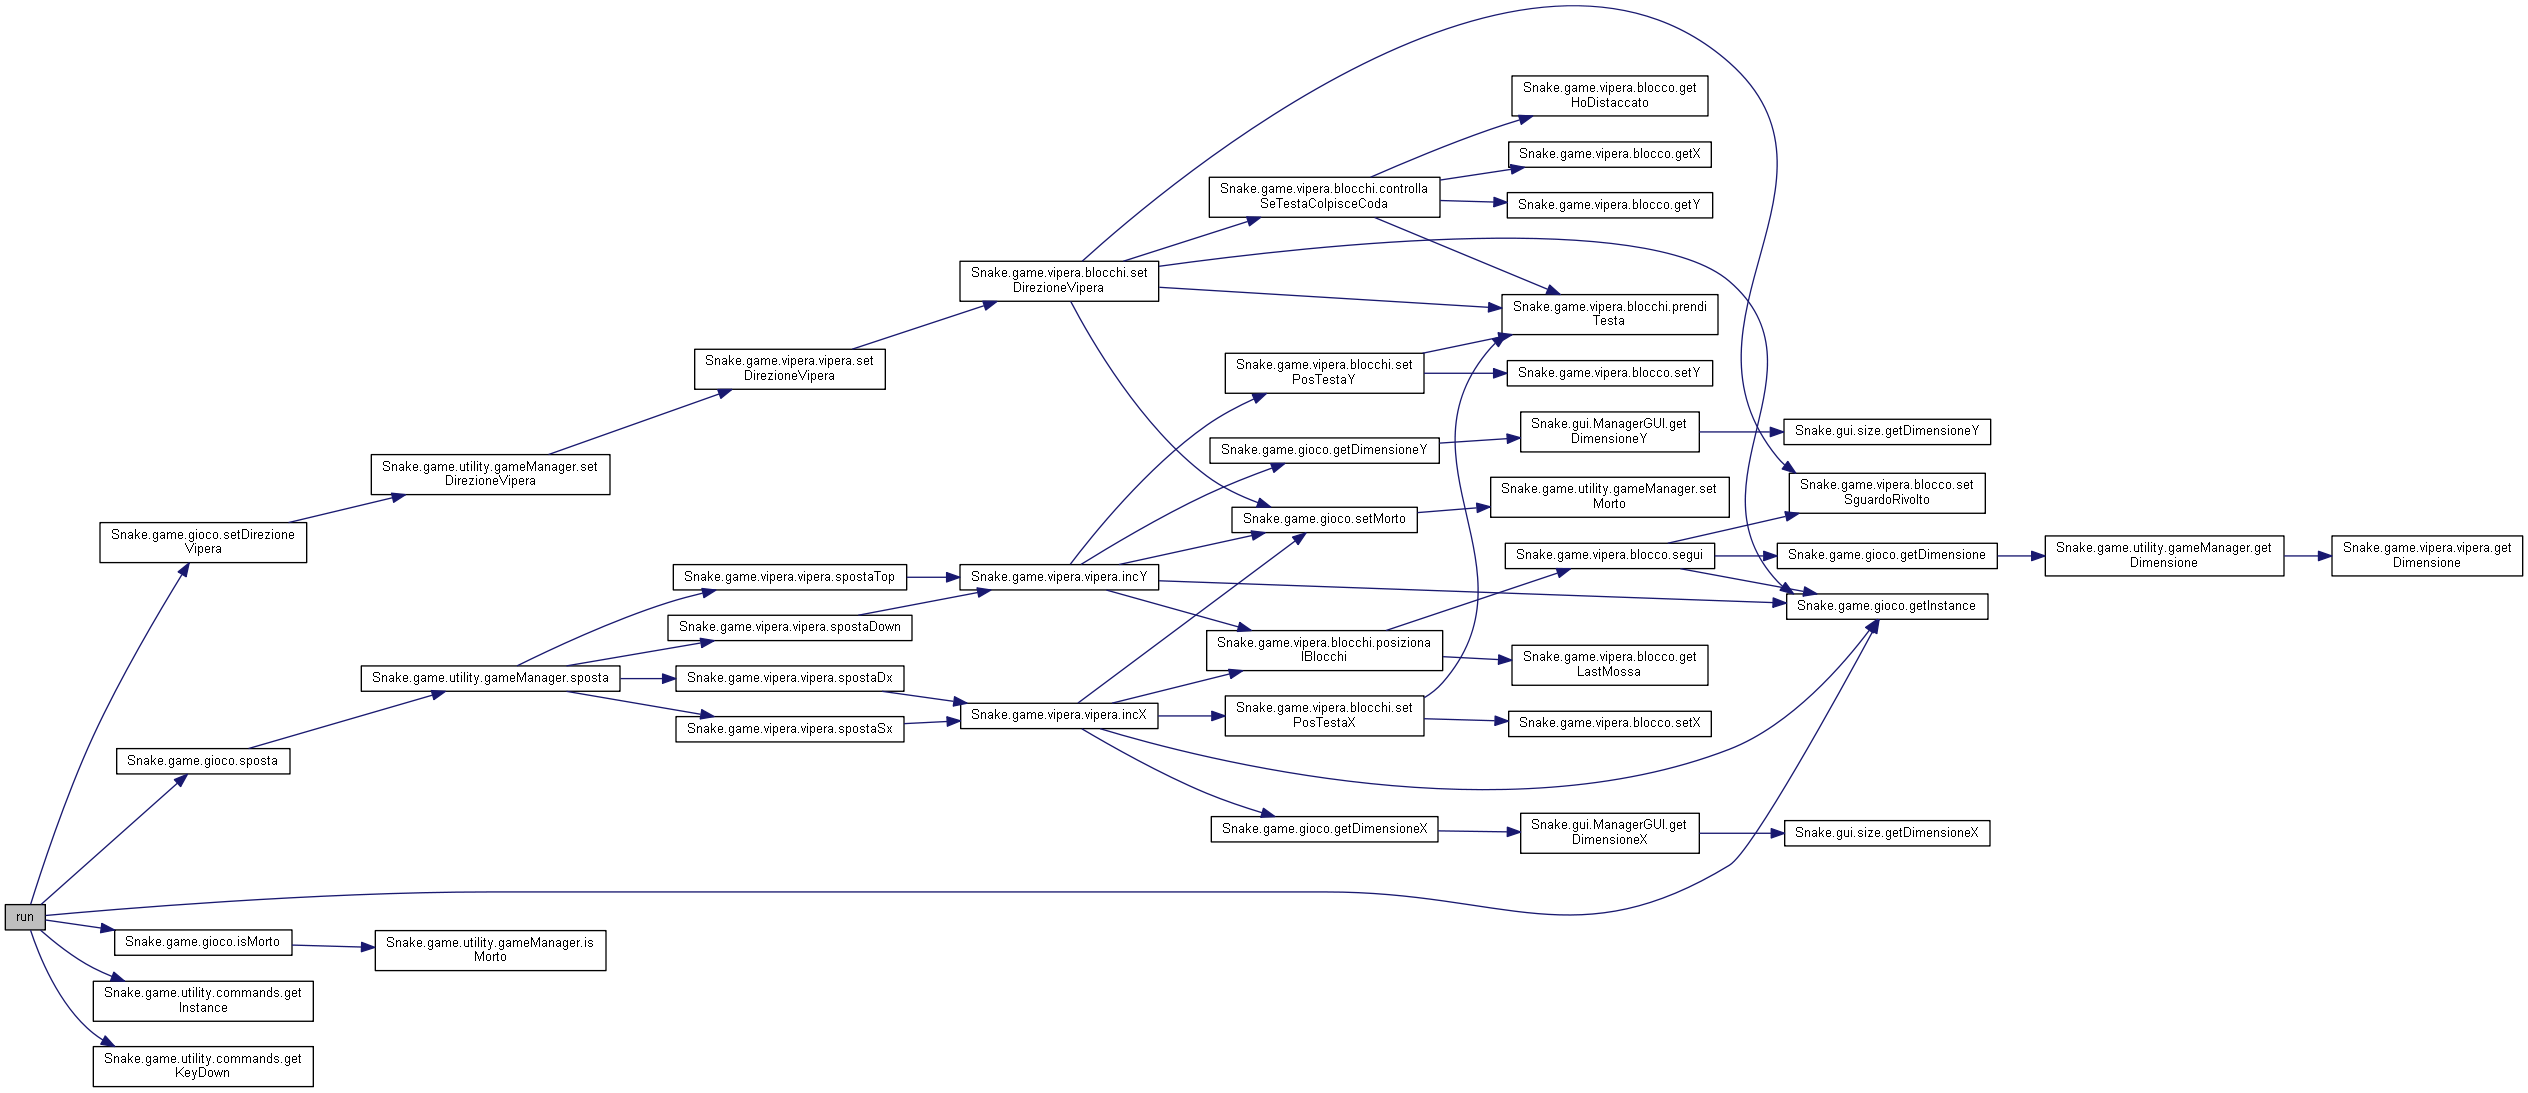 Snake.game.vipera.blocco.get
HoDistaccato
Snake.game.vipera.blocco.getX
Snake.game.vipera.blocchi.controlla
SeTestaColpisceCoda
Snake.game.vipera.blocco.getY
Snake.game.vipera.blocchi.set
DirezioneVipera
Snake.game.vipera.blocchi.prendi
Testa
Snake.game.vipera.vipera.set
DirezioneVipera
Snake.game.vipera.blocchi.set
PosTestaY
Snake.game.vipera.blocco.setY
Snake.gui.ManagerGUI.get
DimensioneY
Snake.gui.size.getDimensioneY
Snake.game.gioco.getDimensioneY
Snake.game.utility.gameManager.set
DirezioneVipera
Snake.game.vipera.blocco.set
SguardoRivolto
Snake.game.utility.gameManager.set
Morto
Snake.game.gioco.setMorto
Snake.game.gioco.setDirezione
Vipera
Snake.game.vipera.blocco.segui
Snake.game.gioco.getDimensione
Snake.game.utility.gameManager.get
Dimensione
Snake.game.vipera.vipera.get
Dimensione
Snake.game.vipera.vipera.spostaTop
Snake.game.vipera.vipera.incY
Snake.game.gioco.getInstance
Snake.game.vipera.vipera.spostaDown
Snake.game.vipera.blocchi.posiziona
IBlocchi
Snake.game.vipera.blocco.get
LastMossa
Snake.game.utility.gameManager.sposta
Snake.game.vipera.vipera.spostaDx
Snake.game.vipera.vipera.incX
Snake.game.vipera.blocchi.set
PosTestaX
Snake.game.vipera.blocco.setX
Snake.game.vipera.vipera.spostaSx
Snake.game.gioco.sposta
Snake.game.gioco.getDimensioneX
Snake.gui.ManagerGUI.get
DimensioneX
Snake.gui.size.getDimensioneX
run
Snake.game.gioco.isMorto
Snake.game.utility.gameManager.is
Morto
Snake.game.utility.commands.get
Instance
Snake.game.utility.commands.get
KeyDown